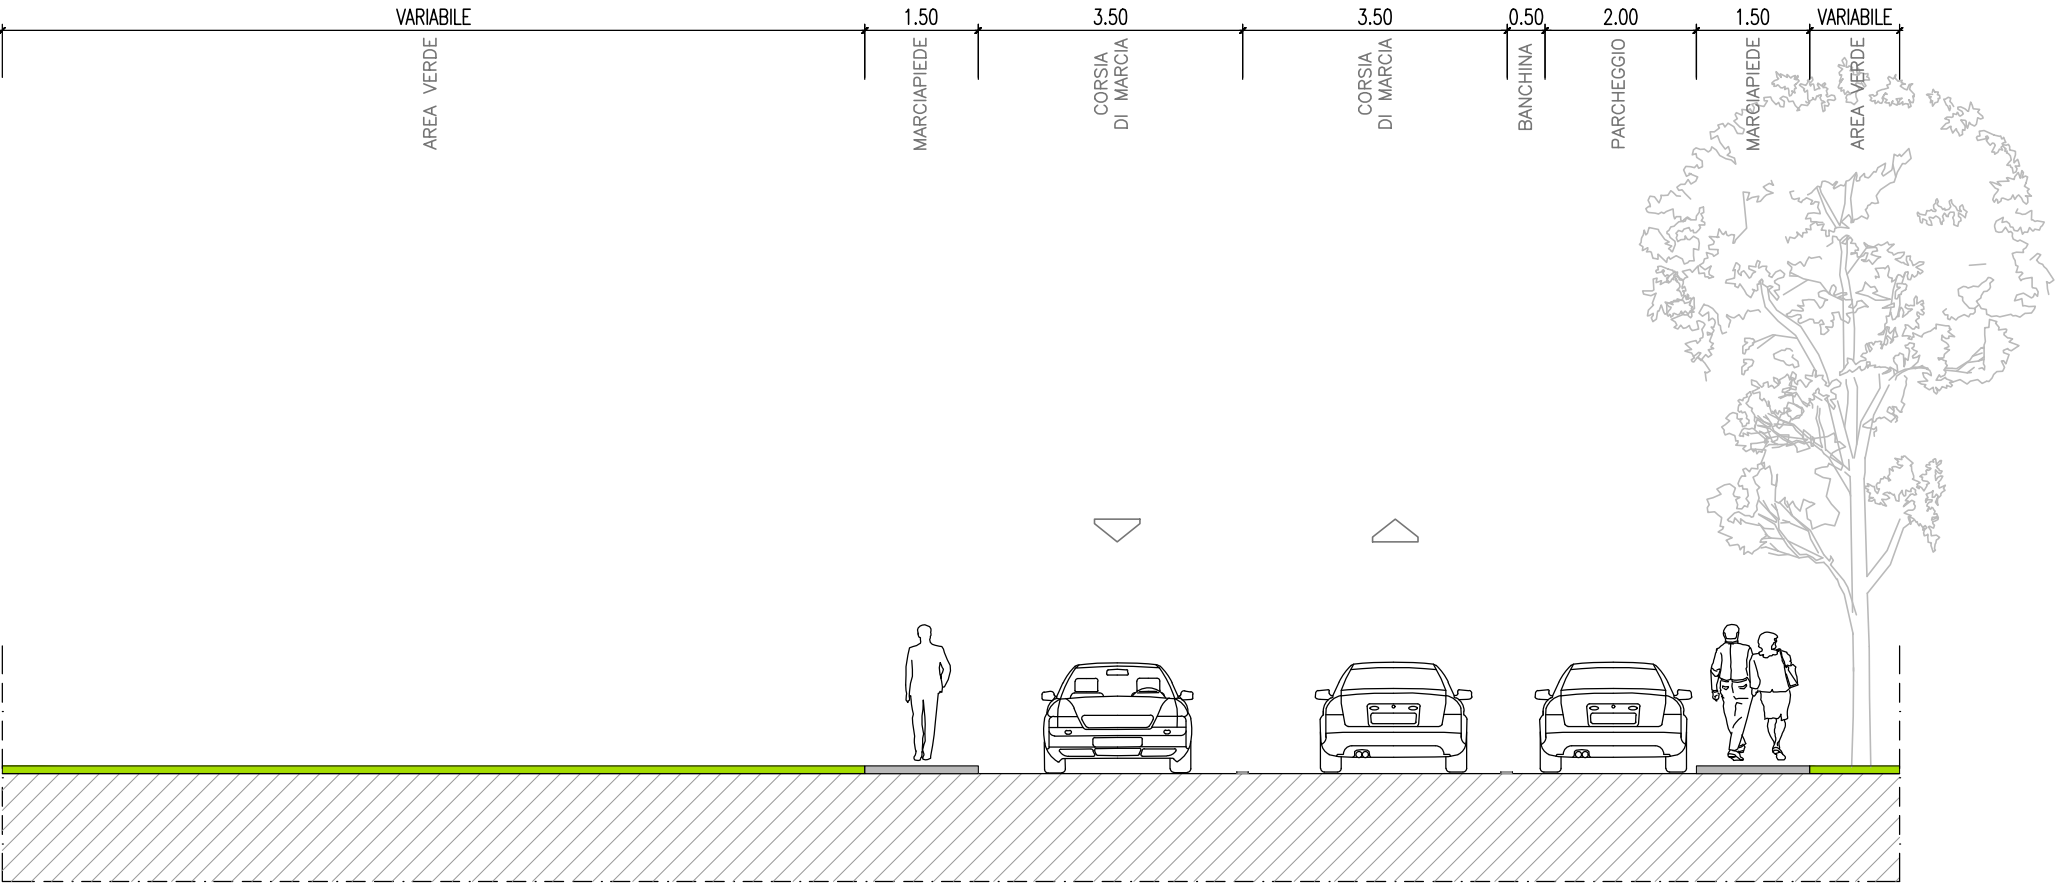 VARIABILE
1.50
3.50
3.50
0.50
2.00
1.50
VARIABILE
AREA VERDE
MARCIAPIEDE
CORSIA
DI MARCIA
CORSIA
DI MARCIA
BANCHINA
PARCHEGGIO
MARCIAPIEDE
AREA VERDE